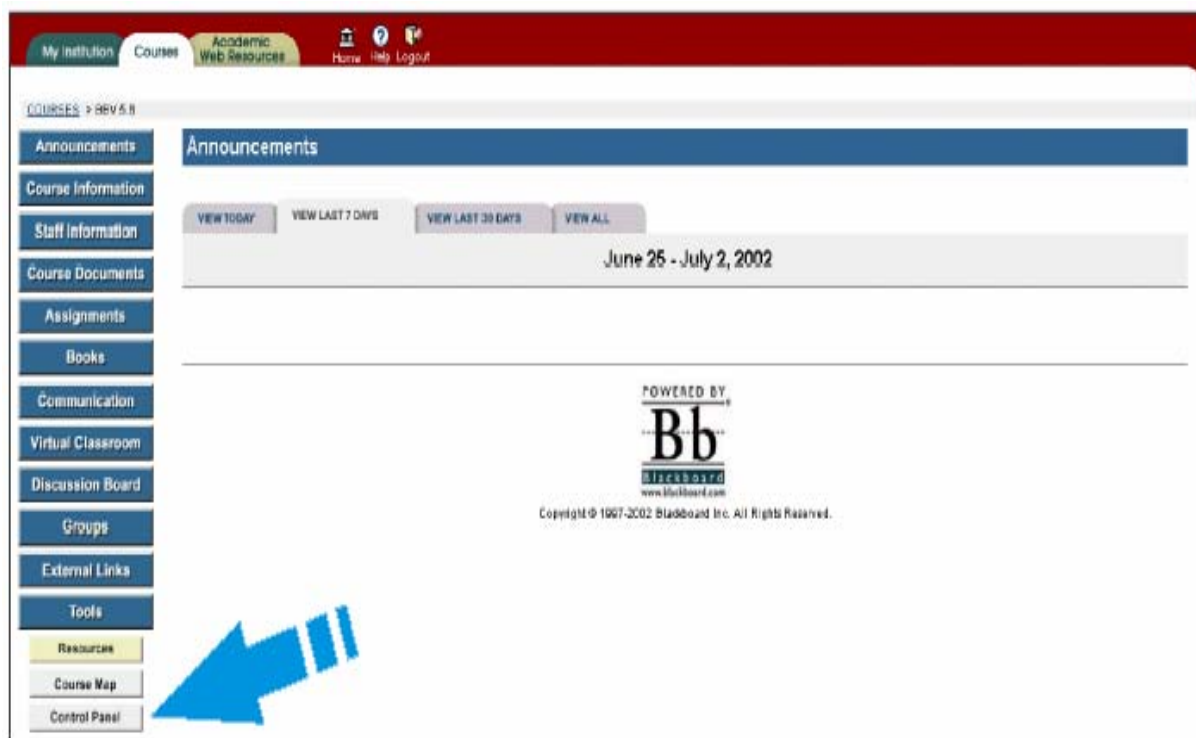 My Institution
Courses
Academic
Web Resources
Home
Help
Logout
COURSES >
Announcements
Course Information
Staff Information
Course Documents
Assignments
Books
Communication
Virtual Classroom
Discussion Board
Groups
External Links
Tools
Resources
Course Map
Control Panel
Announcements
VIEW TODAY
VIEW LAST 7 DAYS
VIEW LAST 30 DAYS
VIEW ALL
June 25 - July 2, 2002
POWERED BY
Bb
Blackboard
www.blackboard.com
Copyright © 1997-2002 Blackboard Inc. All Rights Reserved.